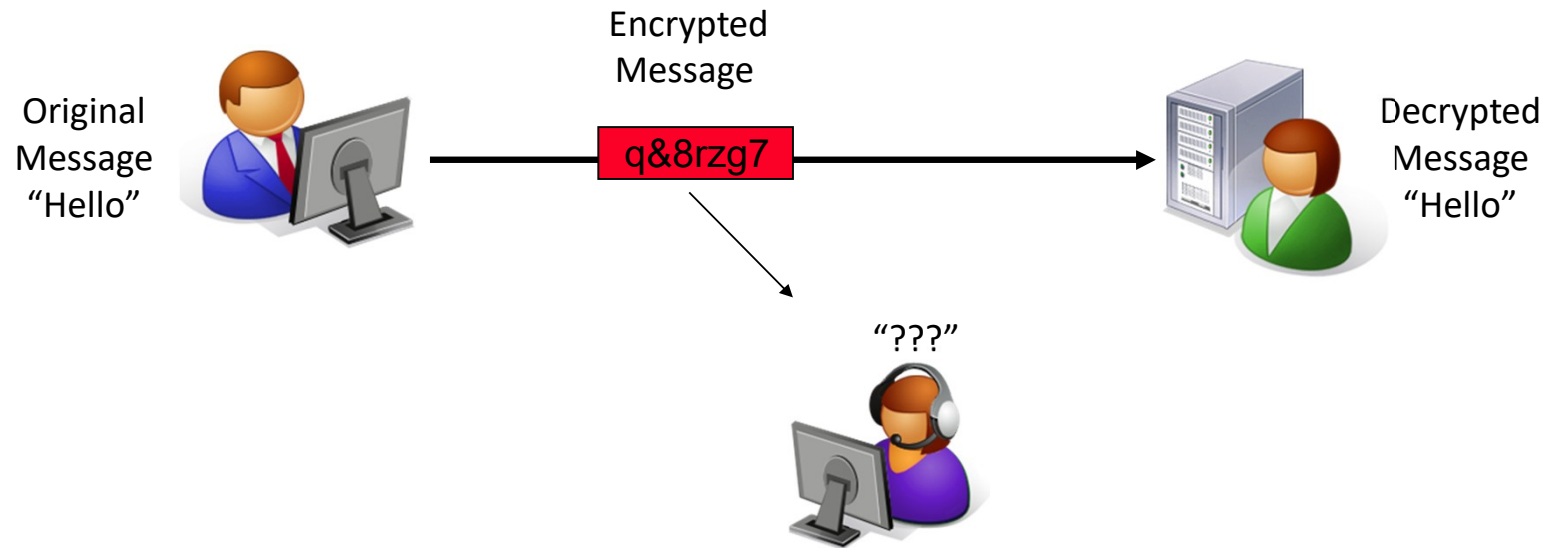 Encrypted
Message
Original
Message
“Hello”
q&8rzg7
Decrypted
Message
“Hello”
“???”